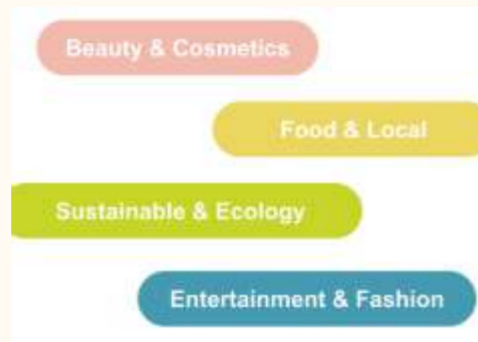 Beauty & Cosmetics
Food & Local
Sustainable & Ecology
Entertainment & Fashion